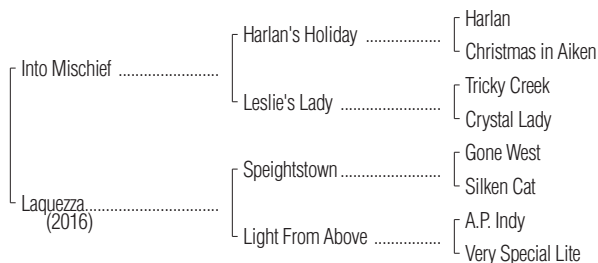 Harlan
Harlan's Holiday ..................
Christmas in Aiken
Into Mischief ........................
Tricky Creek
Leslie's Lady ........................
Crystal Lady
Gone West
Speightstown ........................
Silken Cat
Laquezza................................
(2016)
A.P. Indy
Light From Above ................
Very Special Lite